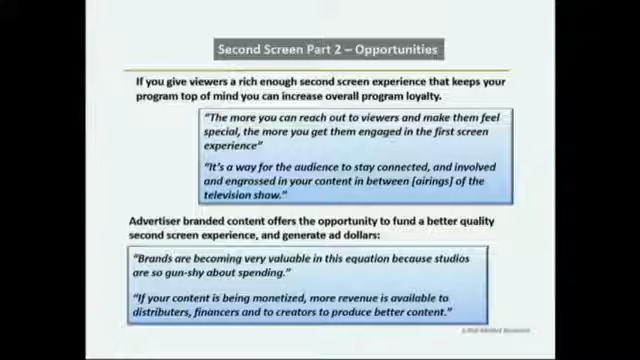 Second Screen Part 2 – Opportunities
If you give viewers a rich enough second screen experience that keeps your
program top of mind you can increase overall program loyalty.
"The more you can reach out to viewers and make them feel
special, the more you get them engaged in the first screen
experience"
"It's a way for the audience to stay connected, and involved
and engrossed in your content in between [airings] of the
television show."
Advertiser branded content offers the opportunity to fund a better quality
second screen experience, and generate ad dollars:
"Brands are becoming very valuable in this equation because studios
are so gun-shy about spending."
"If your content is being monetized, more revenue is available to
distributers, financers and to creators to produce better content."